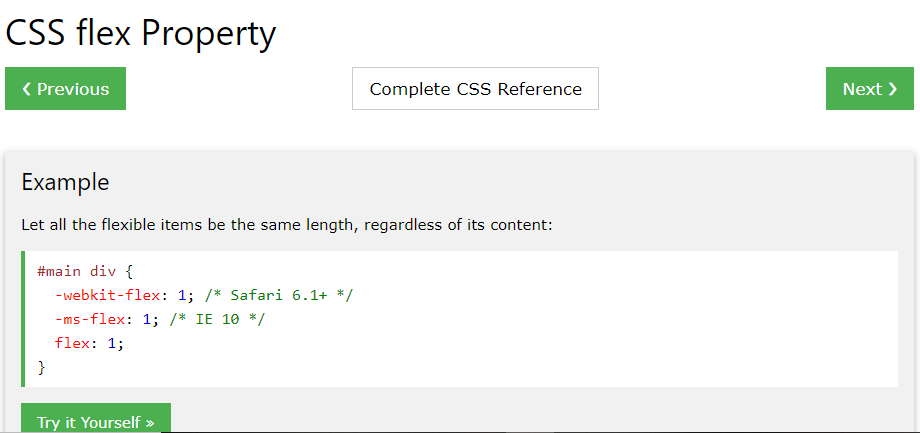 CSS flex Property
❮ Previous
Complete CSS Reference
Next ❯
Example
Let all the flexible items be the same length, regardless of its content:
#main div {
  -webkit-flex: 1; /* Safari 6.1+ */
  -ms-flex: 1; /* IE 10 */
  flex: 1;
}
Try it Yourself »